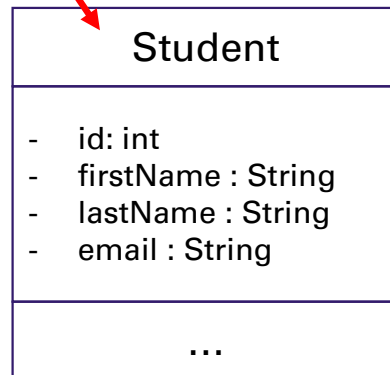 Student
- id: int
- firstName : String
- lastName : String
- email : String
...